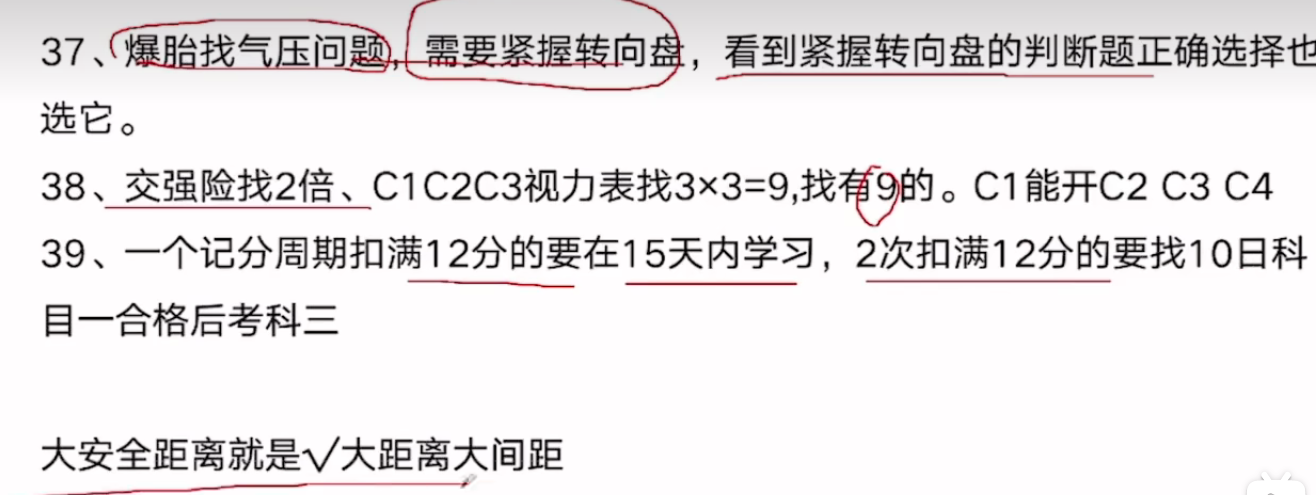 37、爆胎找气压问题，需要紧握转向盘，看到紧握转向盘的判断题正确选择也
选它。
38、交强险找2倍、C1C2C3视力表找3×3=9,找有9的。C1能开C2 C3 C4
39、一个记分周期扣满12分的要在15天内学习，2次扣满12分的要找10日科
目一合格后考科三
大安全距离就是√大距离大间距